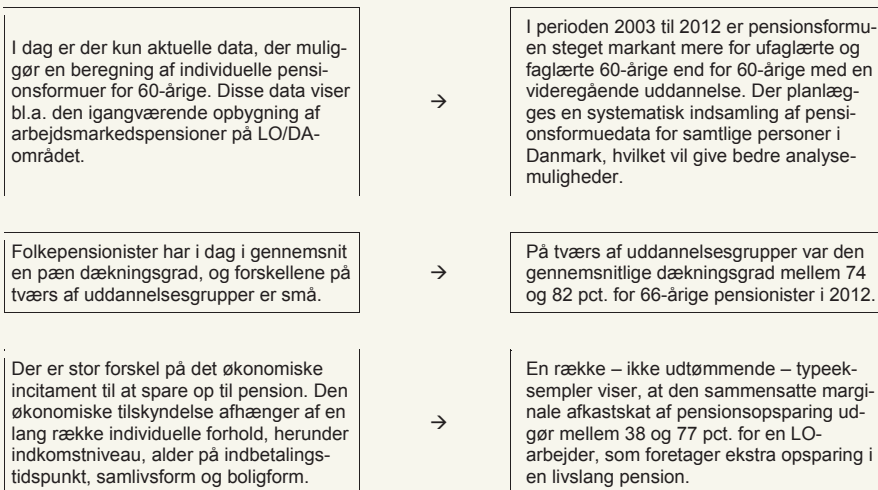 I dag er der kun aktuelle data, der mulig-
gør en beregning af individuelle pensi-
onsformuer for 60-årige. Disse data viser
bl.a. den igangværende opbygning af
arbejdsmarkedspensioner på LO/DA-
området.
→
I perioden 2003 til 2012 er pensionsformu-
en steget markant mere for ufaglærte og
faglærte 60-årige end for 60-årige med en
videregående uddannelse. Der planlæg-
ges en systematisk indsamling af pensi-
onsformuedata for samtlige personer i
Danmark, hvilket vil give bedre analyse-
muligheder.
Folkepensionister har i dag i gennemsnit
en pæn dækningsgrad, og forskellene på
tværs af uddannelsesgrupper er små.
→
På tværs af uddannelsesgrupper var den
gennemsnitlige dækningsgrad mellem 74
og 82 pct. for 66-årige pensionister i 2012.
Der er stor forskel på det økonomiske
incitament til at spare op til pension. Den
økonomiske tilskyndelse afhænger af en
lang række individuelle forhold, herunder
indkomstniveau, alder på indbetalings-
tidspunkt, samlivsform og boligform.
→
En række – ikke udtømmende – typeek-
sempler viser, at den sammensatte margi-
nale afkastskat af pensionsopsparing ud-
gør mellem 38 og 77 pct. for en LO-
arbejder, som foretager ekstra opsparing i
en livslang pension.